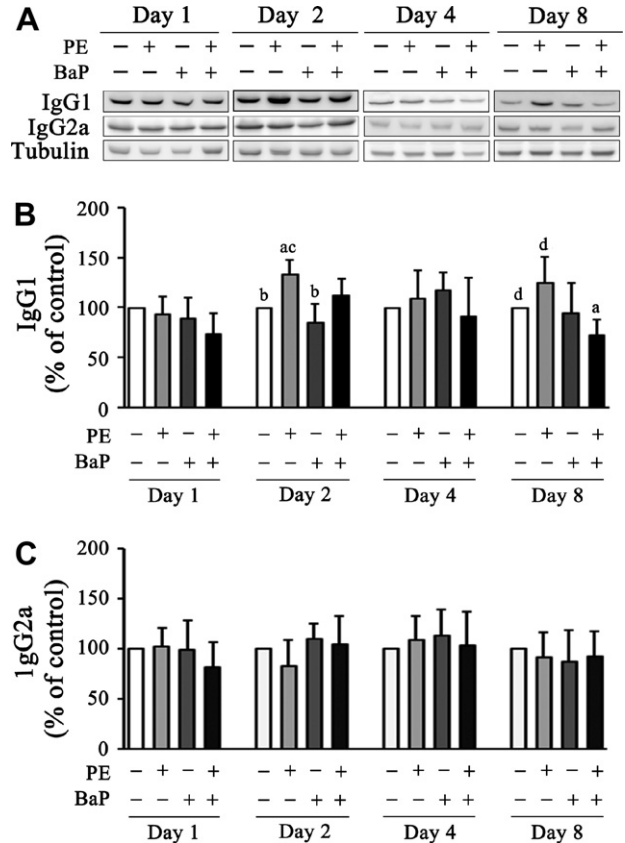 A Day 1 Day 2 Day 4 Day 8
PE − + − + − + − + − + − + − + − +
BaP − − + + − − + + − − + + − − + +
IgG1
IgG2a
Tubulin
B
200
150
100
50
0
IgG1
(% of control)
b ac b d d a
PE − + − + − + − + − + − + − + − +
BaP − − + + − − + + − − + + − − + +
Day 1 Day 2 Day 4 Day 8
C
200
150
100
50
0
1gG2a
(% of control)
PE − + − + − + − + − + − + − + − +
BaP − − + + − − + + − − + + − − + +
Day 1 Day 2 Day 4 Day 8